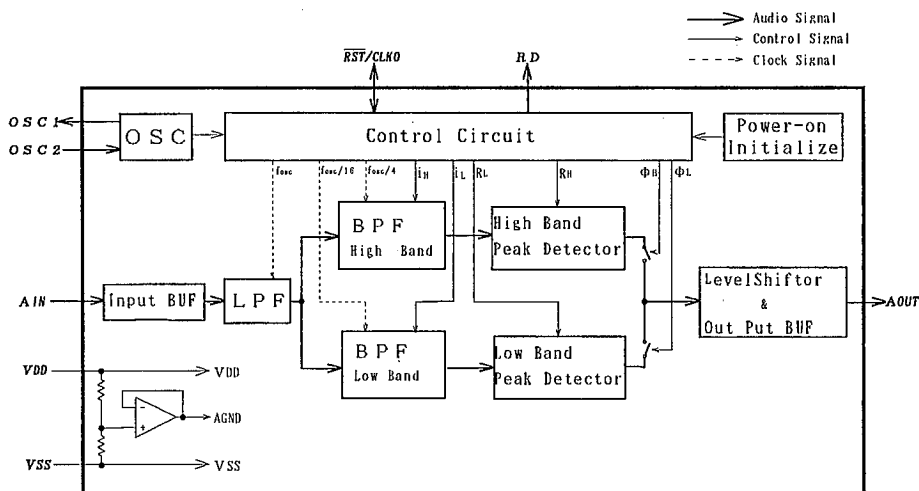 Audio Signal
Control Signal
Clock Signal
RST/CLKO
RD
OSC1
OSC2
OSC
Control Circuit
Power-on
Initialize
fosc
fosc/16
fosc/4
iH
iL
RL
RH
ΦH
ΦL
BPF
High Band
High Band
Peak Detector
AIN
Input BUF
LPF
LevelShiftor
&
Out Put BUF
AOUT
BPF
Low Band
Low Band
Peak Detector
VDD
VDD
-
+
AGND
VSS
VSS